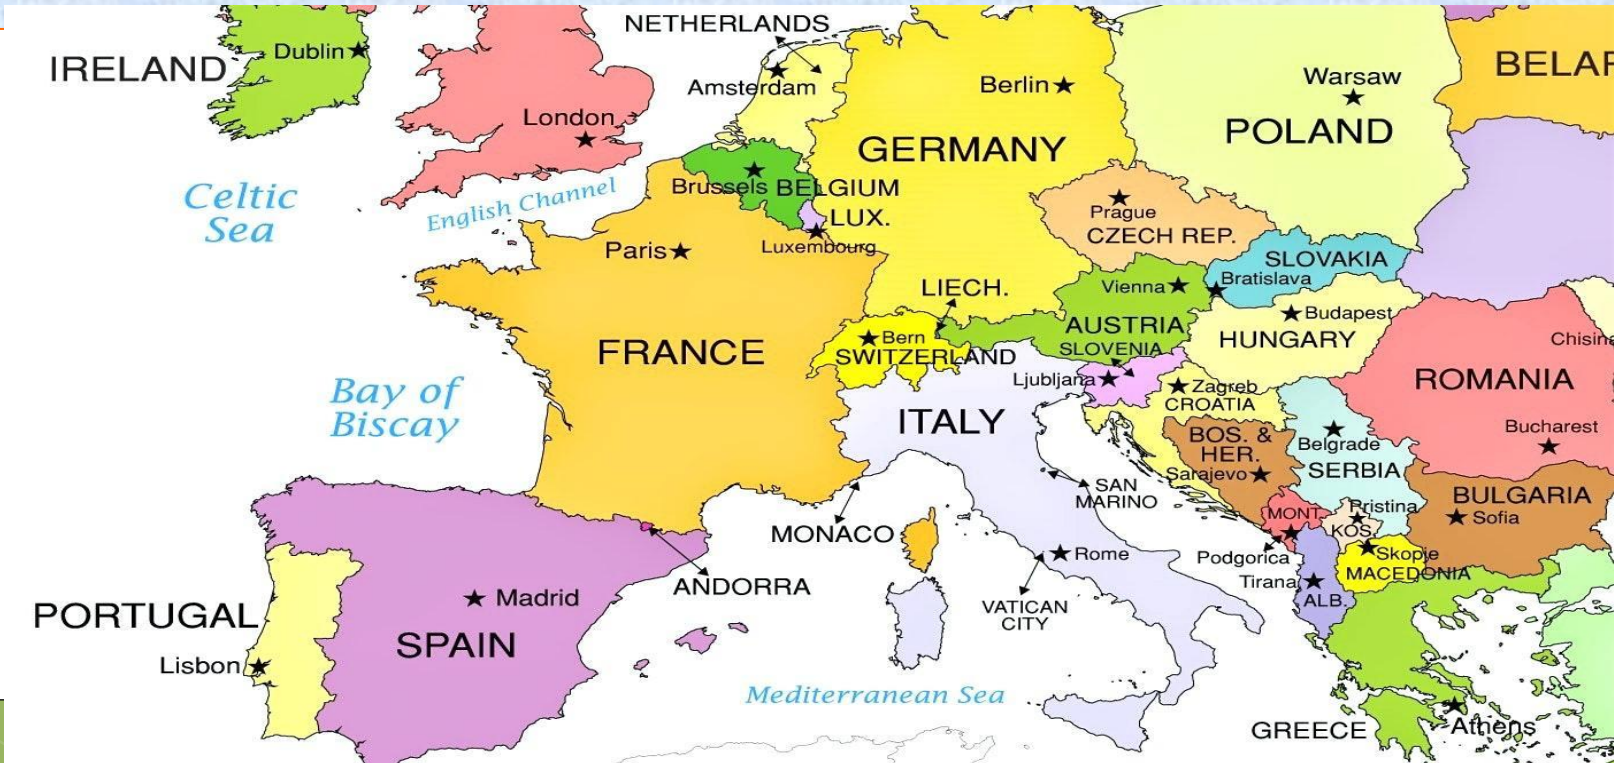 NETHERLANDS
IRELAND
Dublin
Amsterdam
London
Berlin
Warsaw
BELAR
POLAND
GERMANY
Celtic
Sea
English Channel
Brussels BELGIUM
LUX.
Luxembourg
Paris
Prague
CZECH REP.
SLOVAKIA
Bratislava
Vienna
LIECH.
AUSTRIA
Budapest
HUNGARY
Bern
SWITZERLAND
SLOVENIA
Ljubljana
FRANCE
Chisina
ROMANIA
Bucharest
Zagreb
CROATIA
Bay of
Biscay
ITALY
BOS. &
HER.
Sarajevo
Belgrade
SERBIA
SAN
MARINO
BULGARIA
Sofia
MONT.
Pristina
KOS.
MONACO
Podgorica
Skopje
MACEDONIA
Tirana
ALB.
Rome
VATICAN
CITY
ANDORRA
Madrid
PORTUGAL
SPAIN
Lisbon
Mediterranean Sea
GREECE
Athens